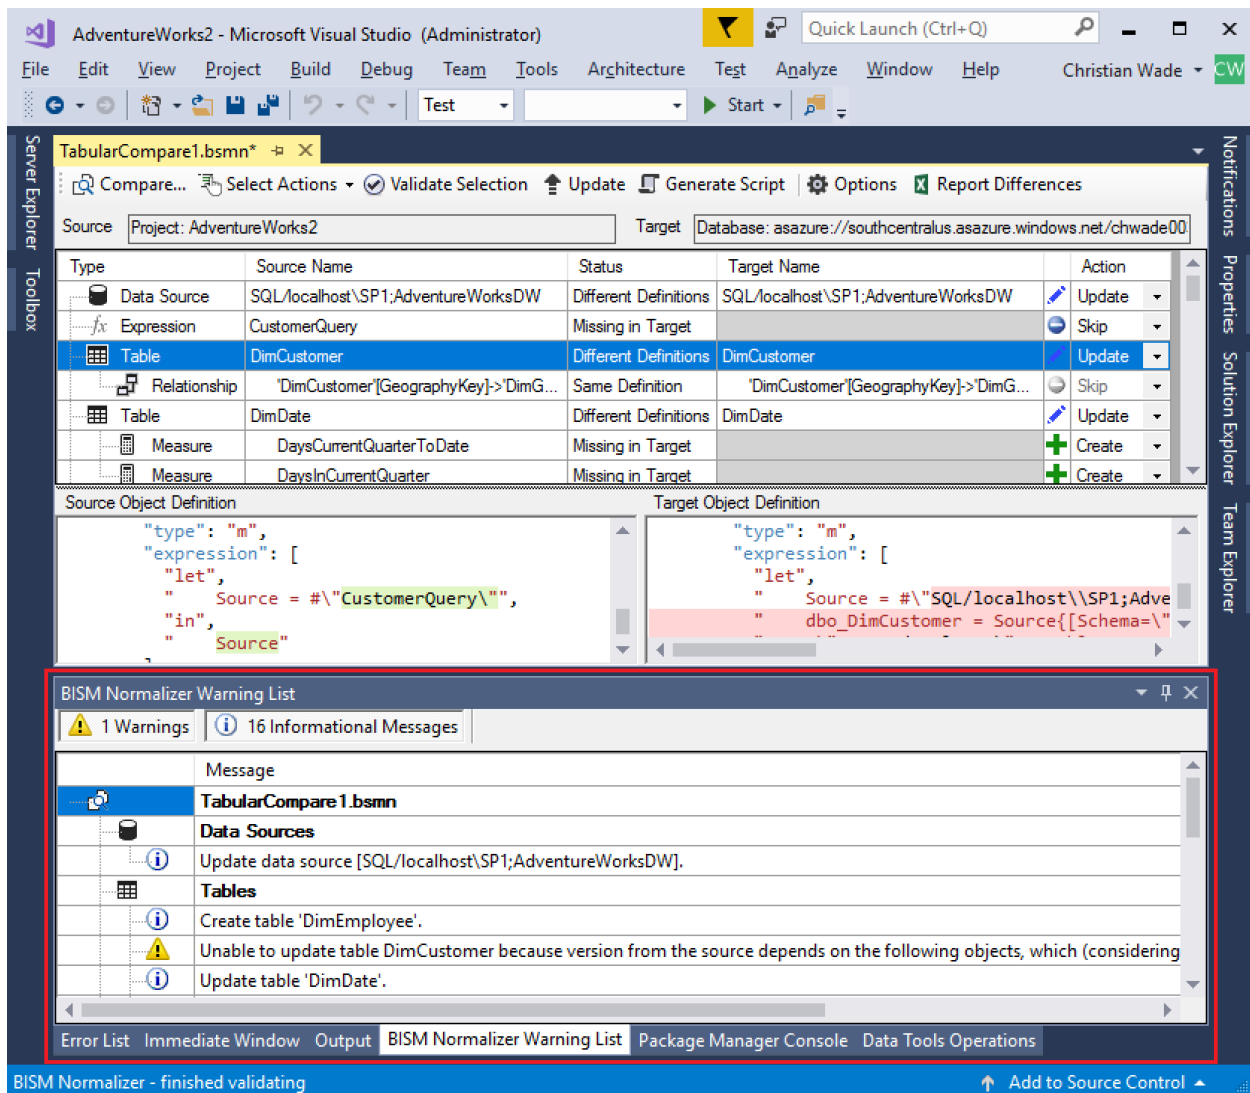 AdventureWorks2 - Microsoft Visual Studio (Administrator)
Quick Launch (Ctrl+Q)
File Edit View Project Build Debug Team Tools Architecture Test Analyze Window Help Christian Wade CW
Test Start
Server Explorer
Toolbox
Notifications
Properties
Solution Explorer
Team Explorer
TabularCompare1.bsmn*
Compare... Select Actions Validate Selection Update Generate Script Options Report Differences
Source Project: AdventureWorks2 Target Database: asazure://southcentralus.asazure.windows.net/chwade00
Type Source Name Status Target Name Action
Data Source SQL/localhost\SP1;AdventureWorksDW Different Definitions SQL/localhost\SP1;AdventureWorksDW Update
fx Expression CustomerQuery Missing in Target Skip
Table DimCustomer Different Definitions DimCustomer Update
Relationship 'DimCustomer'[GeographyKey]->'DimG... Same Definition 'DimCustomer'[GeographyKey]->'DimG... Skip
Table DimDate Different Definitions DimDate Update
Measure DaysCurrentQuarterToDate Missing in Target Create
Measure DaysInCurrentQuarter Missing in Target Create
Source Object Definition
"type": "m",
"expression": [
"let",
"    Source = #\"CustomerQuery\"",
"in",
"    Source"
Target Object Definition
"type": "m",
"expression": [
"let",
"    Source = #\"SQL/localhost\\SP1;Adve
"    dbo_DimCustomer = Source{[Schema=\"
BISM Normalizer Warning List
1 Warnings 16 Informational Messages
Message
TabularCompare1.bsmn
Data Sources
Update data source [SQL/localhost\SP1;AdventureWorksDW].
Tables
Create table 'DimEmployee'.
Unable to update table DimCustomer because version from the source depends on the following objects, which (considering
Update table 'DimDate'.
Error List Immediate Window Output BISM Normalizer Warning List Package Manager Console Data Tools Operations
BISM Normalizer - finished validating Add to Source Control